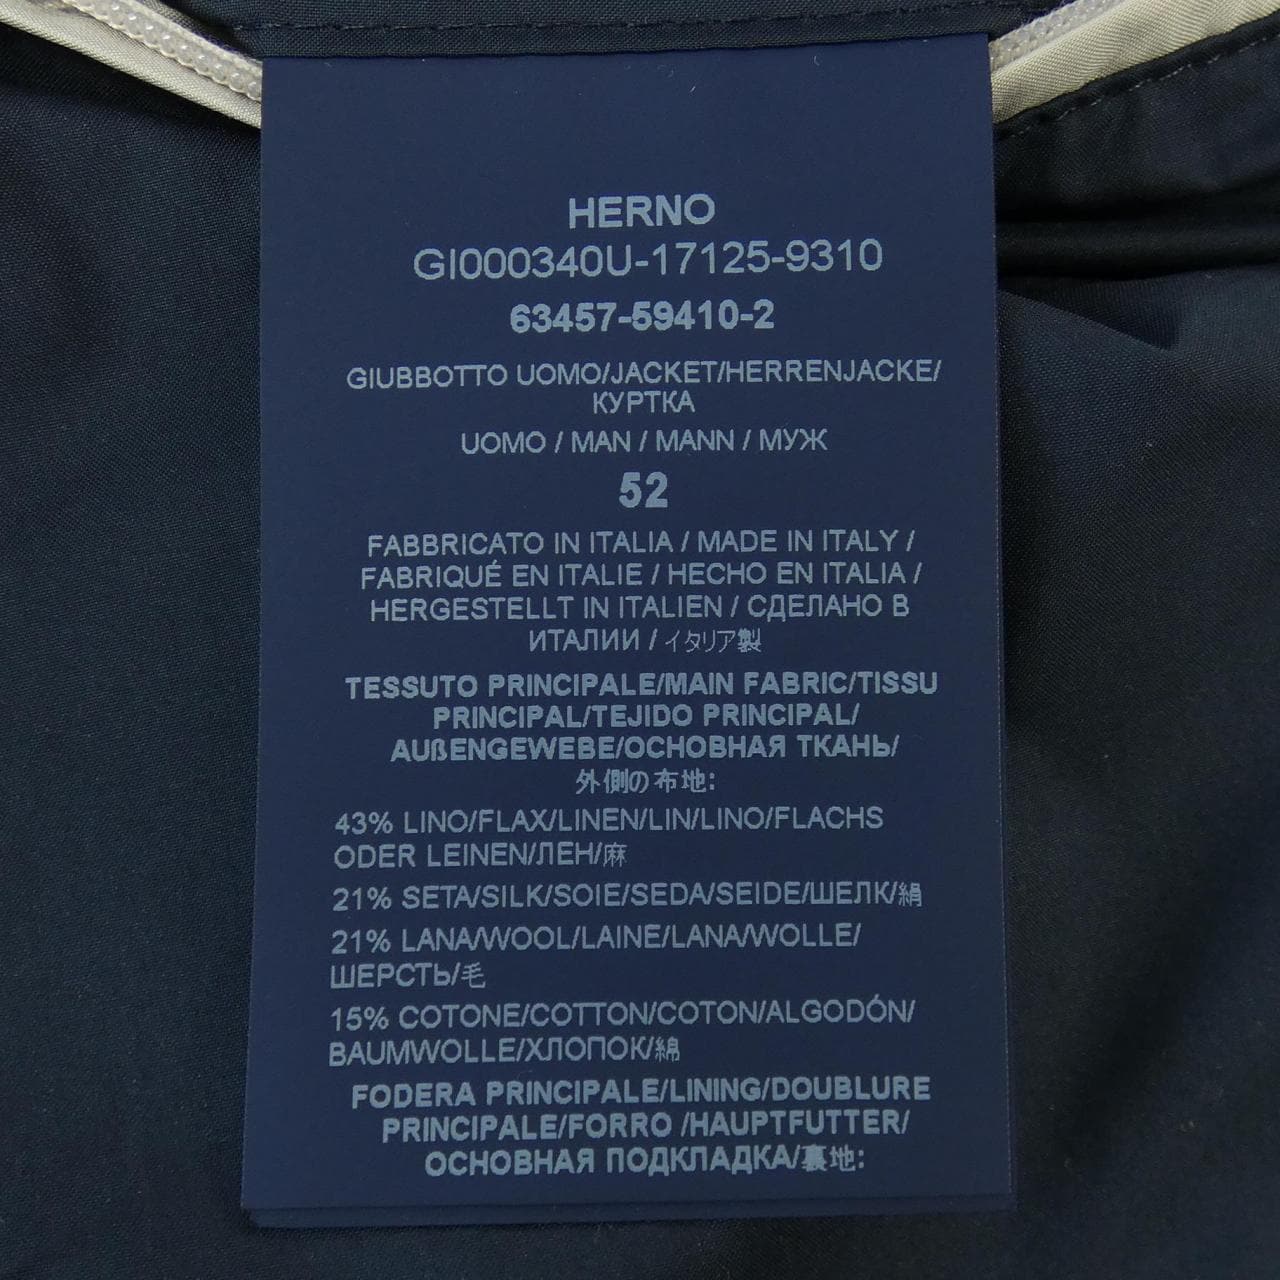 HERNO
GI000340U-17125-9310
63457-59410-2
GIUBBOTTO UOMO/JACKET/HERRENJACKE/
КУРТКА
UOMO / MAN / MANN / МУЖ
52
FABBRICATO IN ITALIA / MADE IN ITALY /
FABRIQUÉ EN ITALIE / HECHO EN ITALIA /
HERGESTELLT IN ITALIEN / СДЕЛАНО В
ИТАЛИИ / イタリア製
TESSUTO PRINCIPALE/MAIN FABRIC/TISSU
PRINCIPAL/TEJIDO PRINCIPAL/
AUßENGEWEBE/ОСНОВНАЯ ТКАНЬ/
外側の布地:
43% LINO/FLAX/LINEN/LIN/LINO/FLACHS
ODER LEINEN/ЛЕН/麻
21% SETA/SILK/SOIE/SEDA/SEIDE/ШЕЛК/絹
21% LANA/WOOL/LAINE/LANA/WOLLE/
ШЕРСТЬ/毛
15% COTONE/COTTON/COTON/ALGODÓN/
BAUMWOLLE/ХЛОПОК/綿
FODERA PRINCIPALE/LINING/DOUBLURE
PRINCIPALE/FORRO /HAUPTFUTTER/
ОСНОВНАЯ ПОДКЛАДКА/裏地: